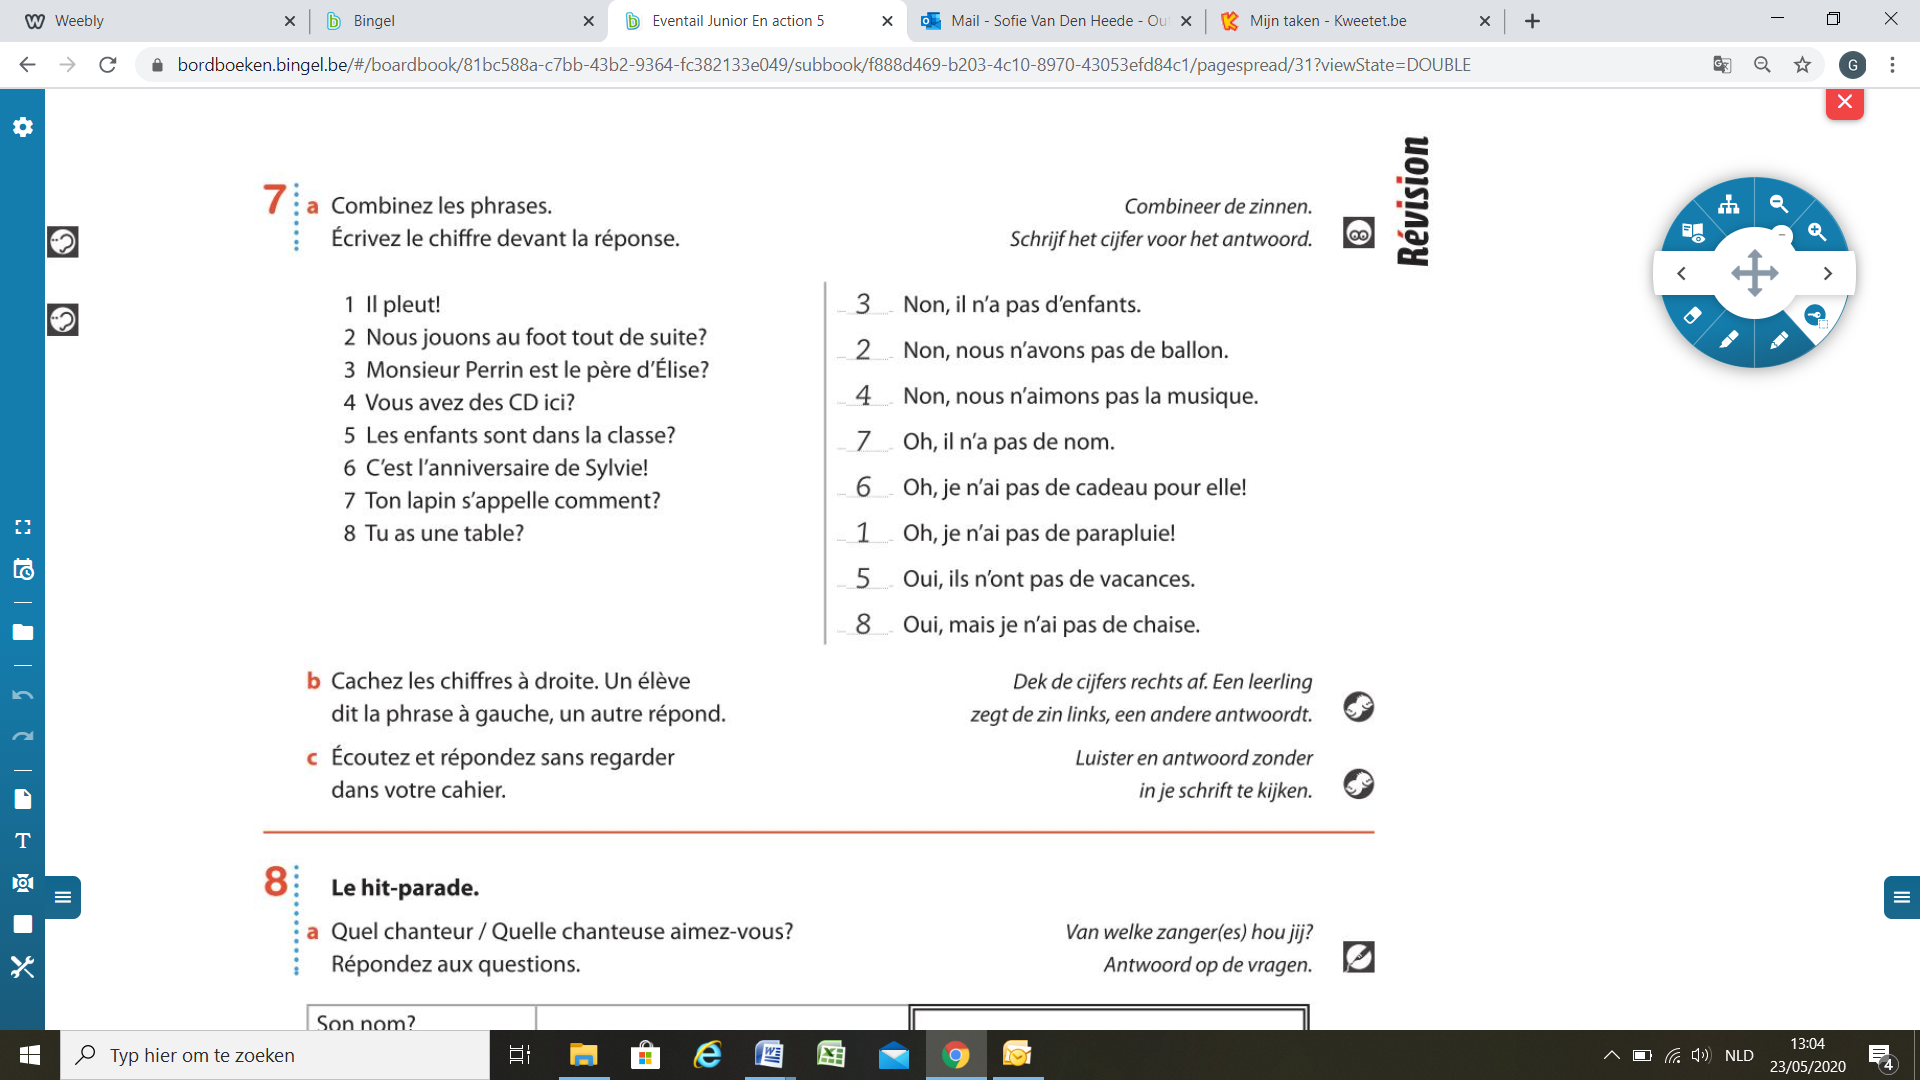 Weebly
Bingel
Eventail Junior En action 5
Mail - Sofie Van Den Heede - Ou
Mijn taken - Kweetet.be
bordboeken.bingel.be/#/boardbook/81bc588a-c7bb-43b2-9364-fc382133e049/subbook/f888d469-b203-4c10-8970-43053efd84c1/pagespread/31?viewState=DOUBLE
G
Révision
7 a Combinez les phrases.
Écrivez le chiffre devant la réponse.
Combineer de zinnen.
Schrijf het cijfer voor het antwoord.
1 Il pleut!
2 Nous jouons au foot tout de suite?
3 Monsieur Perrin est le père d'Élise?
4 Vous avez des CD ici?
5 Les enfants sont dans la classe?
6 C'est l'anniversaire de Sylvie!
7 Ton lapin s'appelle comment?
8 Tu as une table?
3 Non, il n'a pas d'enfants.
2 Non, nous n'avons pas de ballon.
4 Non, nous n'aimons pas la musique.
7 Oh, il n'a pas de nom.
6 Oh, je n'ai pas de cadeau pour elle!
1 Oh, je n'ai pas de parapluie!
5 Oui, ils n'ont pas de vacances.
8 Oui, mais je n'ai pas de chaise.
b Cachez les chiffres à droite. Un élève
dit la phrase à gauche, un autre répond.
Dek de cijfers rechts af. Een leerling
zegt de zin links, een andere antwoordt.
c Écoutez et répondez sans regarder
dans votre cahier.
Luister en antwoord zonder
in je schrift te kijken.
8 Le hit-parade.
a Quel chanteur / Quelle chanteuse aimez-vous?
Répondez aux questions.
Van welke zanger(es) hou jij?
Antwoord op de vragen.
Son nom?
T
Typ hier om te zoeken
NLD
13:04
23/05/2020
4